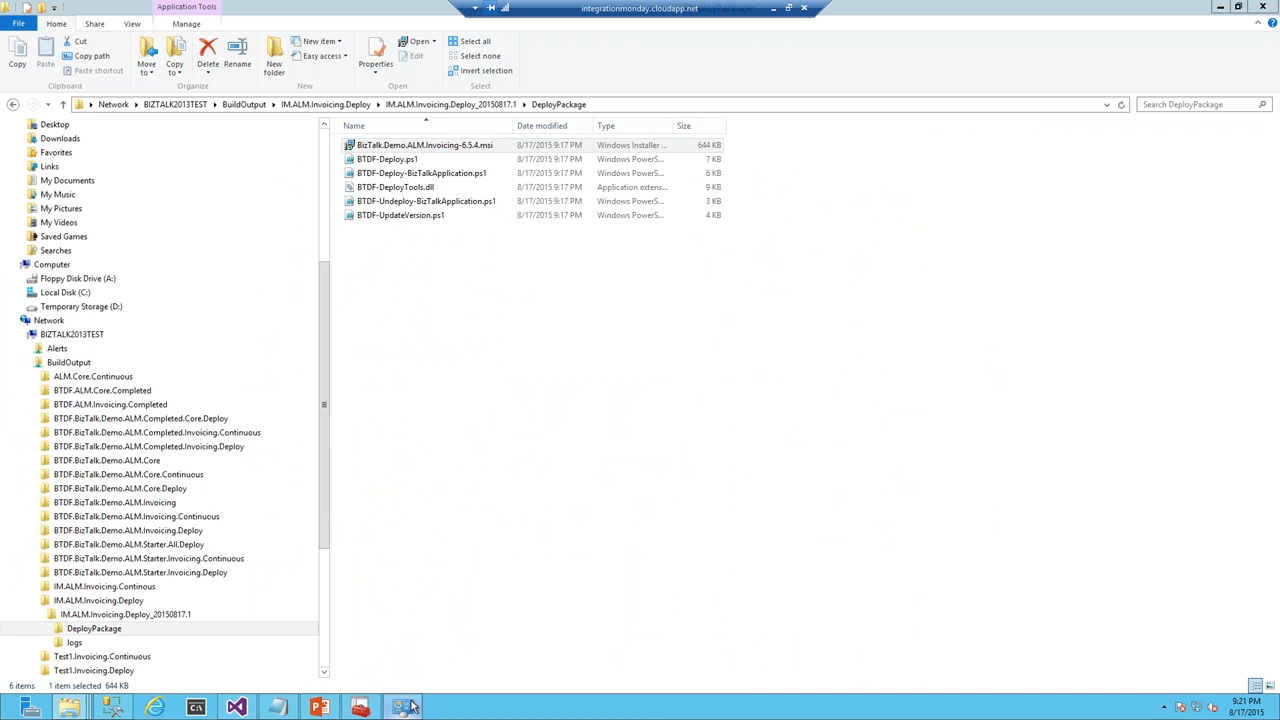 Application Tools
integrationmonday.cloudapp.net
DeployPackage
File
Home
Share
View
Manage
Copy
Paste
Cut
Copy path
Paste shortcut
Clipboard
Move to
Copy to
Delete
Rename
Organize
New folder
New item
Easy access
New
Properties
Open
Edit
Open
Select all
Select none
Invert selection
Select
Network
BIZTALK2013TEST
BuildOutput
IM.ALM.Invoicing.Deploy
IM.ALM.Invoicing.Deploy_20150817.1
DeployPackage
Search DeployPackage
Desktop
Downloads
Favorites
Links
My Documents
My Music
My Pictures
My Videos
Saved Games
Searches
Computer
Floppy Disk Drive (A:)
Local Disk (C:)
Temporary Storage (D:)
Network
BIZTALK2013TEST
Alerts
BuildOutput
ALM.Core.Continuous
BTDF.ALM.Core.Completed
BTDF.ALM.Invoicing.Completed
BTDF.BizTalk.Demo.ALM.Completed.Core.Deploy
BTDF.BizTalk.Demo.ALM.Completed.Invoicing.Continuous
BTDF.BizTalk.Demo.ALM.Completed.Invoicing.Deploy
BTDF.BizTalk.Demo.ALM.Core
BTDF.BizTalk.Demo.ALM.Core.Continuous
BTDF.BizTalk.Demo.ALM.Core.Deploy
BTDF.BizTalk.Demo.ALM.Invoicing
BTDF.BizTalk.Demo.ALM.Invoicing.Continuous
BTDF.BizTalk.Demo.ALM.Invoicing.Deploy
BTDF.BizTalk.Demo.ALM.Starter.All.Deploy
BTDF.BizTalk.Demo.ALM.Starter.Invoicing.Continuous
BTDF.BizTalk.Demo.ALM.Starter.Invoicing.Deploy
IM.ALM.Invoicing.Continous
IM.ALM.Invoicing.Deploy
IM.ALM.Invoicing.Deploy_20150817.1
DeployPackage
logs
Test1.Invoicing.Continuous
Test1.Invoicing.Deploy
Name Date modified Type Size
BizTalk.Demo.ALM.Invoicing-6.5.4.msi 8/17/2015 9:17 PM Windows Installer ... 644 KB
BTDF-Deploy.ps1 8/17/2015 9:17 PM Windows PowerS... 7 KB
BTDF-Deploy-BizTalkApplication.ps1 8/17/2015 9:17 PM Windows PowerS... 6 KB
BTDF-DeployTools.dll 8/17/2015 9:17 PM Application extens... 9 KB
BTDF-Undeploy-BizTalkApplication.ps1 8/17/2015 9:17 PM Windows PowerS... 3 KB
BTDF-UpdateVersion.ps1 8/17/2015 9:17 PM Windows PowerS... 4 KB
6 items 1 item selected 644 KB
9:21 PM
8/17/2015